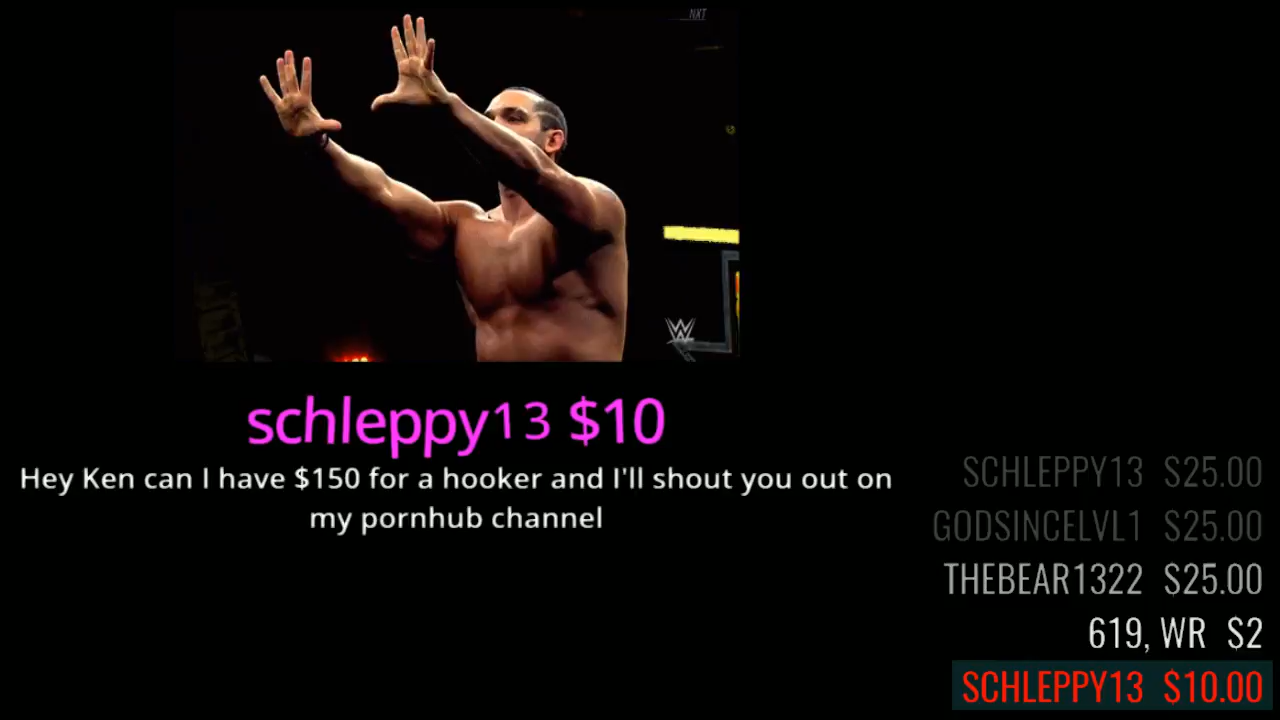 NXT
W
schleppy13 $10
Hey Ken can I have $150 for a hooker and I'll shout you out on
my pornhub channel
SCHLEPPY13 $25.00
GODSINCELVL1 $25.00
THEBEAR1322 $25.00
619, WR $2
SCHLEPPY13 $10.00